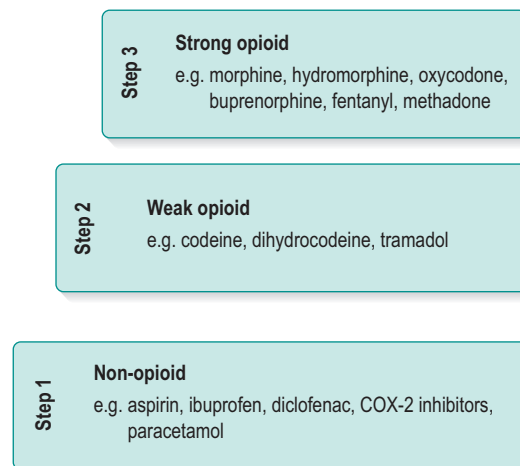 Step 3
Strong opioid
e.g. morphine, hydromorphine, oxycodone,
buprenorphine, fentanyl, methadone
Step 2
Weak opioid
e.g. codeine, dihydrocodeine, tramadol
Step 1
Non-opioid
e.g. aspirin, ibuprofen, diclofenac, COX-2 inhibitors,
paracetamol